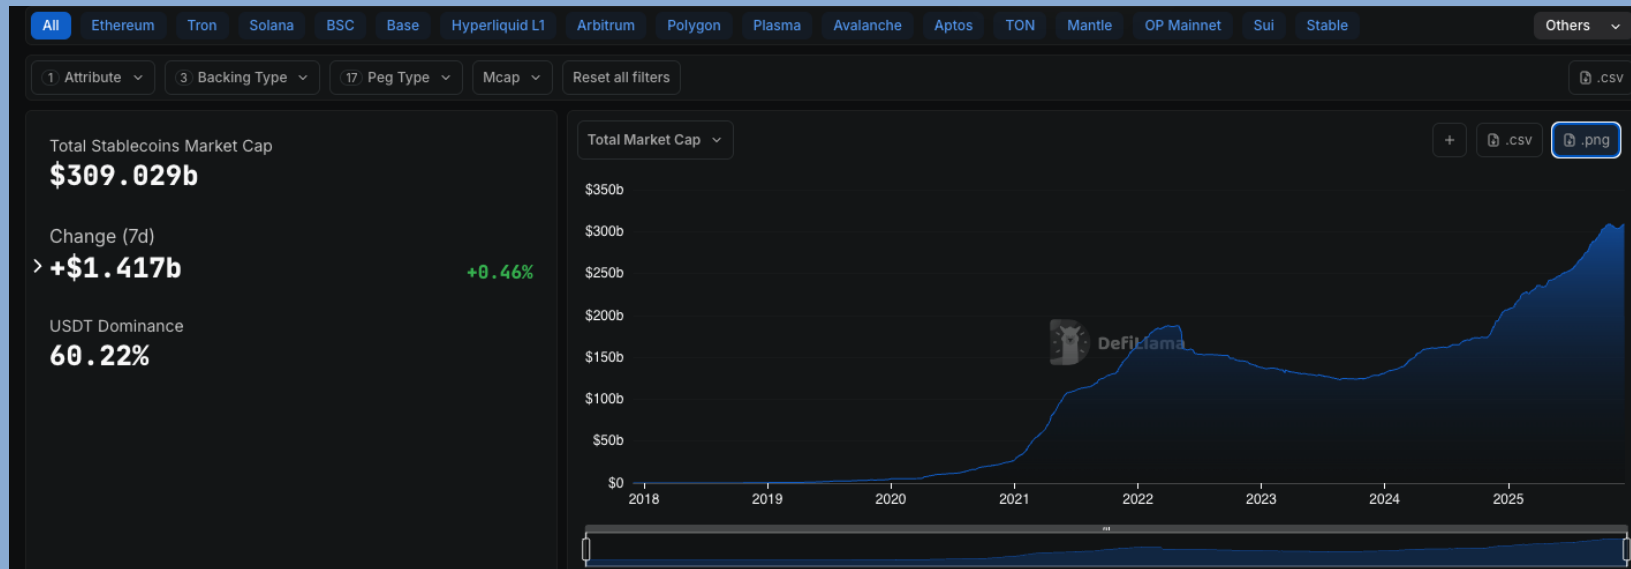 All Ethereum Tron Solana BSC Base Hyperliquid L1 Arbitrum Polygon Plasma Avalanche Aptos TON Mantle OP Mainnet Sui Stable Others
1 Attribute 3 Backing Type 17 Peg Type Mcap Reset all filters .csv
Total Stablecoins Market Cap
$309.029b
Change (7d)
+$1.417b +0.46%
USDT Dominance
60.22%
Total Market Cap + .csv .png
$350b
$300b
$250b
$200b
$150b
$100b
$50b
$0
DefiLlama
2018 2019 2020 2021 2022 2023 2024 2025